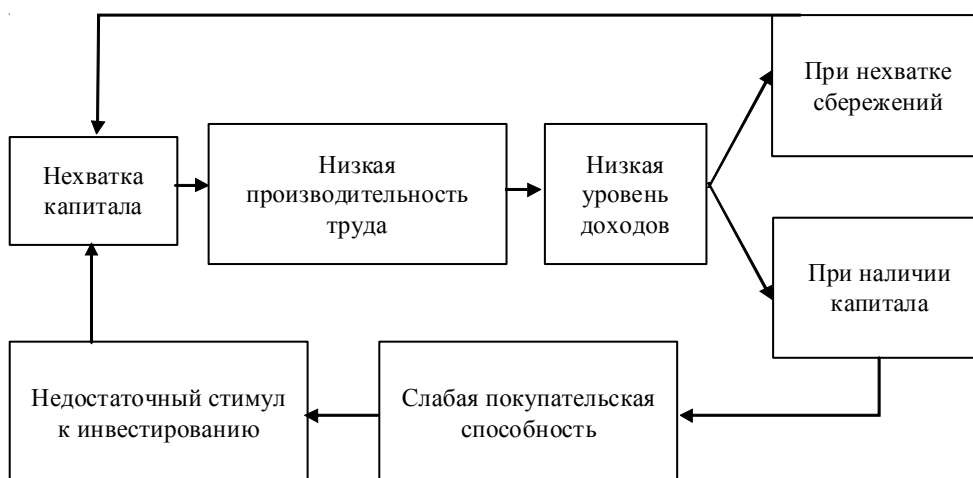 При нехватке
сбережений
Нехватка
капитала
Низкая
производительность
труда
Низкая
уровень
доходов
При наличии
капитала
Недостаточный стимул
к инвестированию
Слабая покупательская
способность